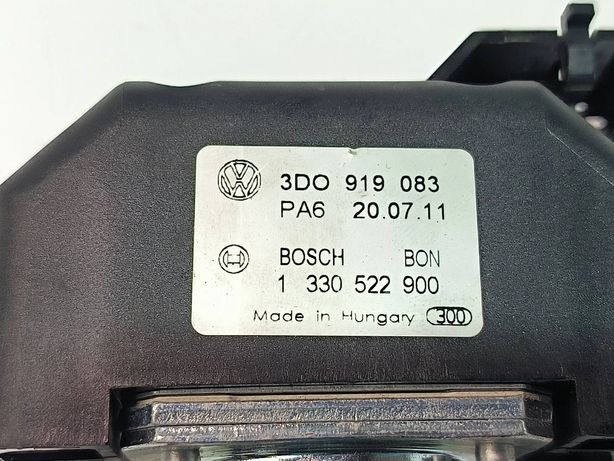 3DO 919 083
PA6 20.07.11
BOSCH BON
1 330 522 900
Made in Hungary 300